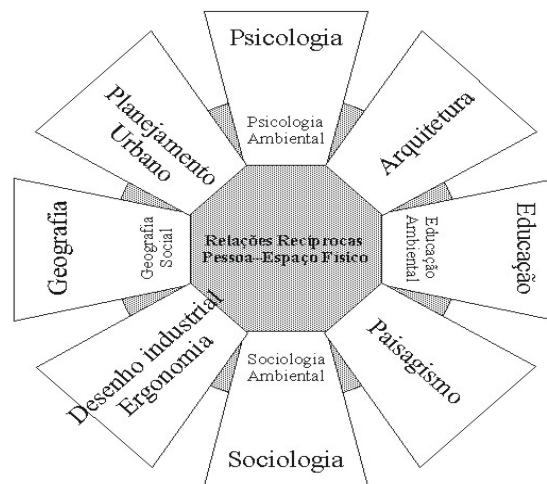 Psicologia
Psicologia
Ambiental
Planejamento
Urbano
Arquitetura
Geografia
Geografia
Social
Relações Recíprocas
Pessoa--Espaço Físico
Educação
Ambiental
Educação
Desenho industrial
Ergonomia
Sociologia
Ambiental
Paisagismo
Sociologia